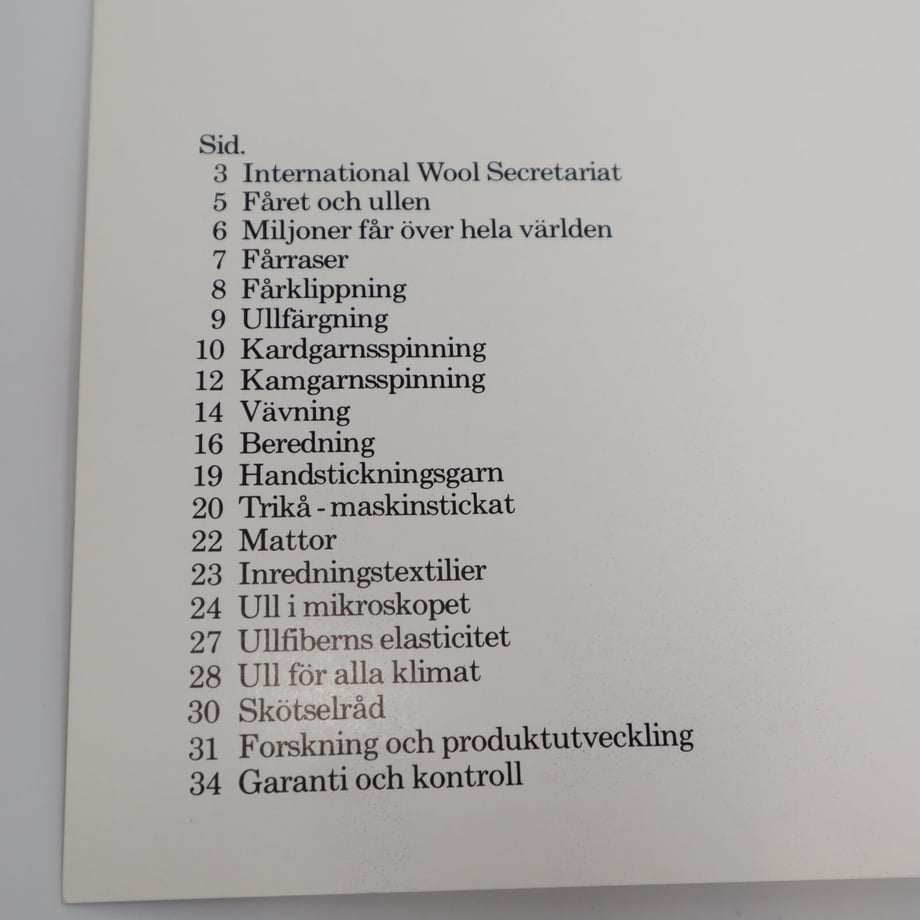 Sid.
3 International Wool Secretariat
5 Fåret och ullen
6 Miljoner får över hela världen
7 Fårraser
8 Fårklippning
9 Ullfärgning
10 Kardgarnsspinning
12 Kamgarnsspinning
14 Vävning
16 Beredning
19 Handstickningsgarn
20 Trikå - maskinstickat
22 Mattor
23 Inredningstextilier
24 Ull i mikroskopet
27 Ullfiberns elasticitet
28 Ull för alla klimat
30 Skötselråd
31 Forskning och produktutveckling
34 Garanti och kontroll